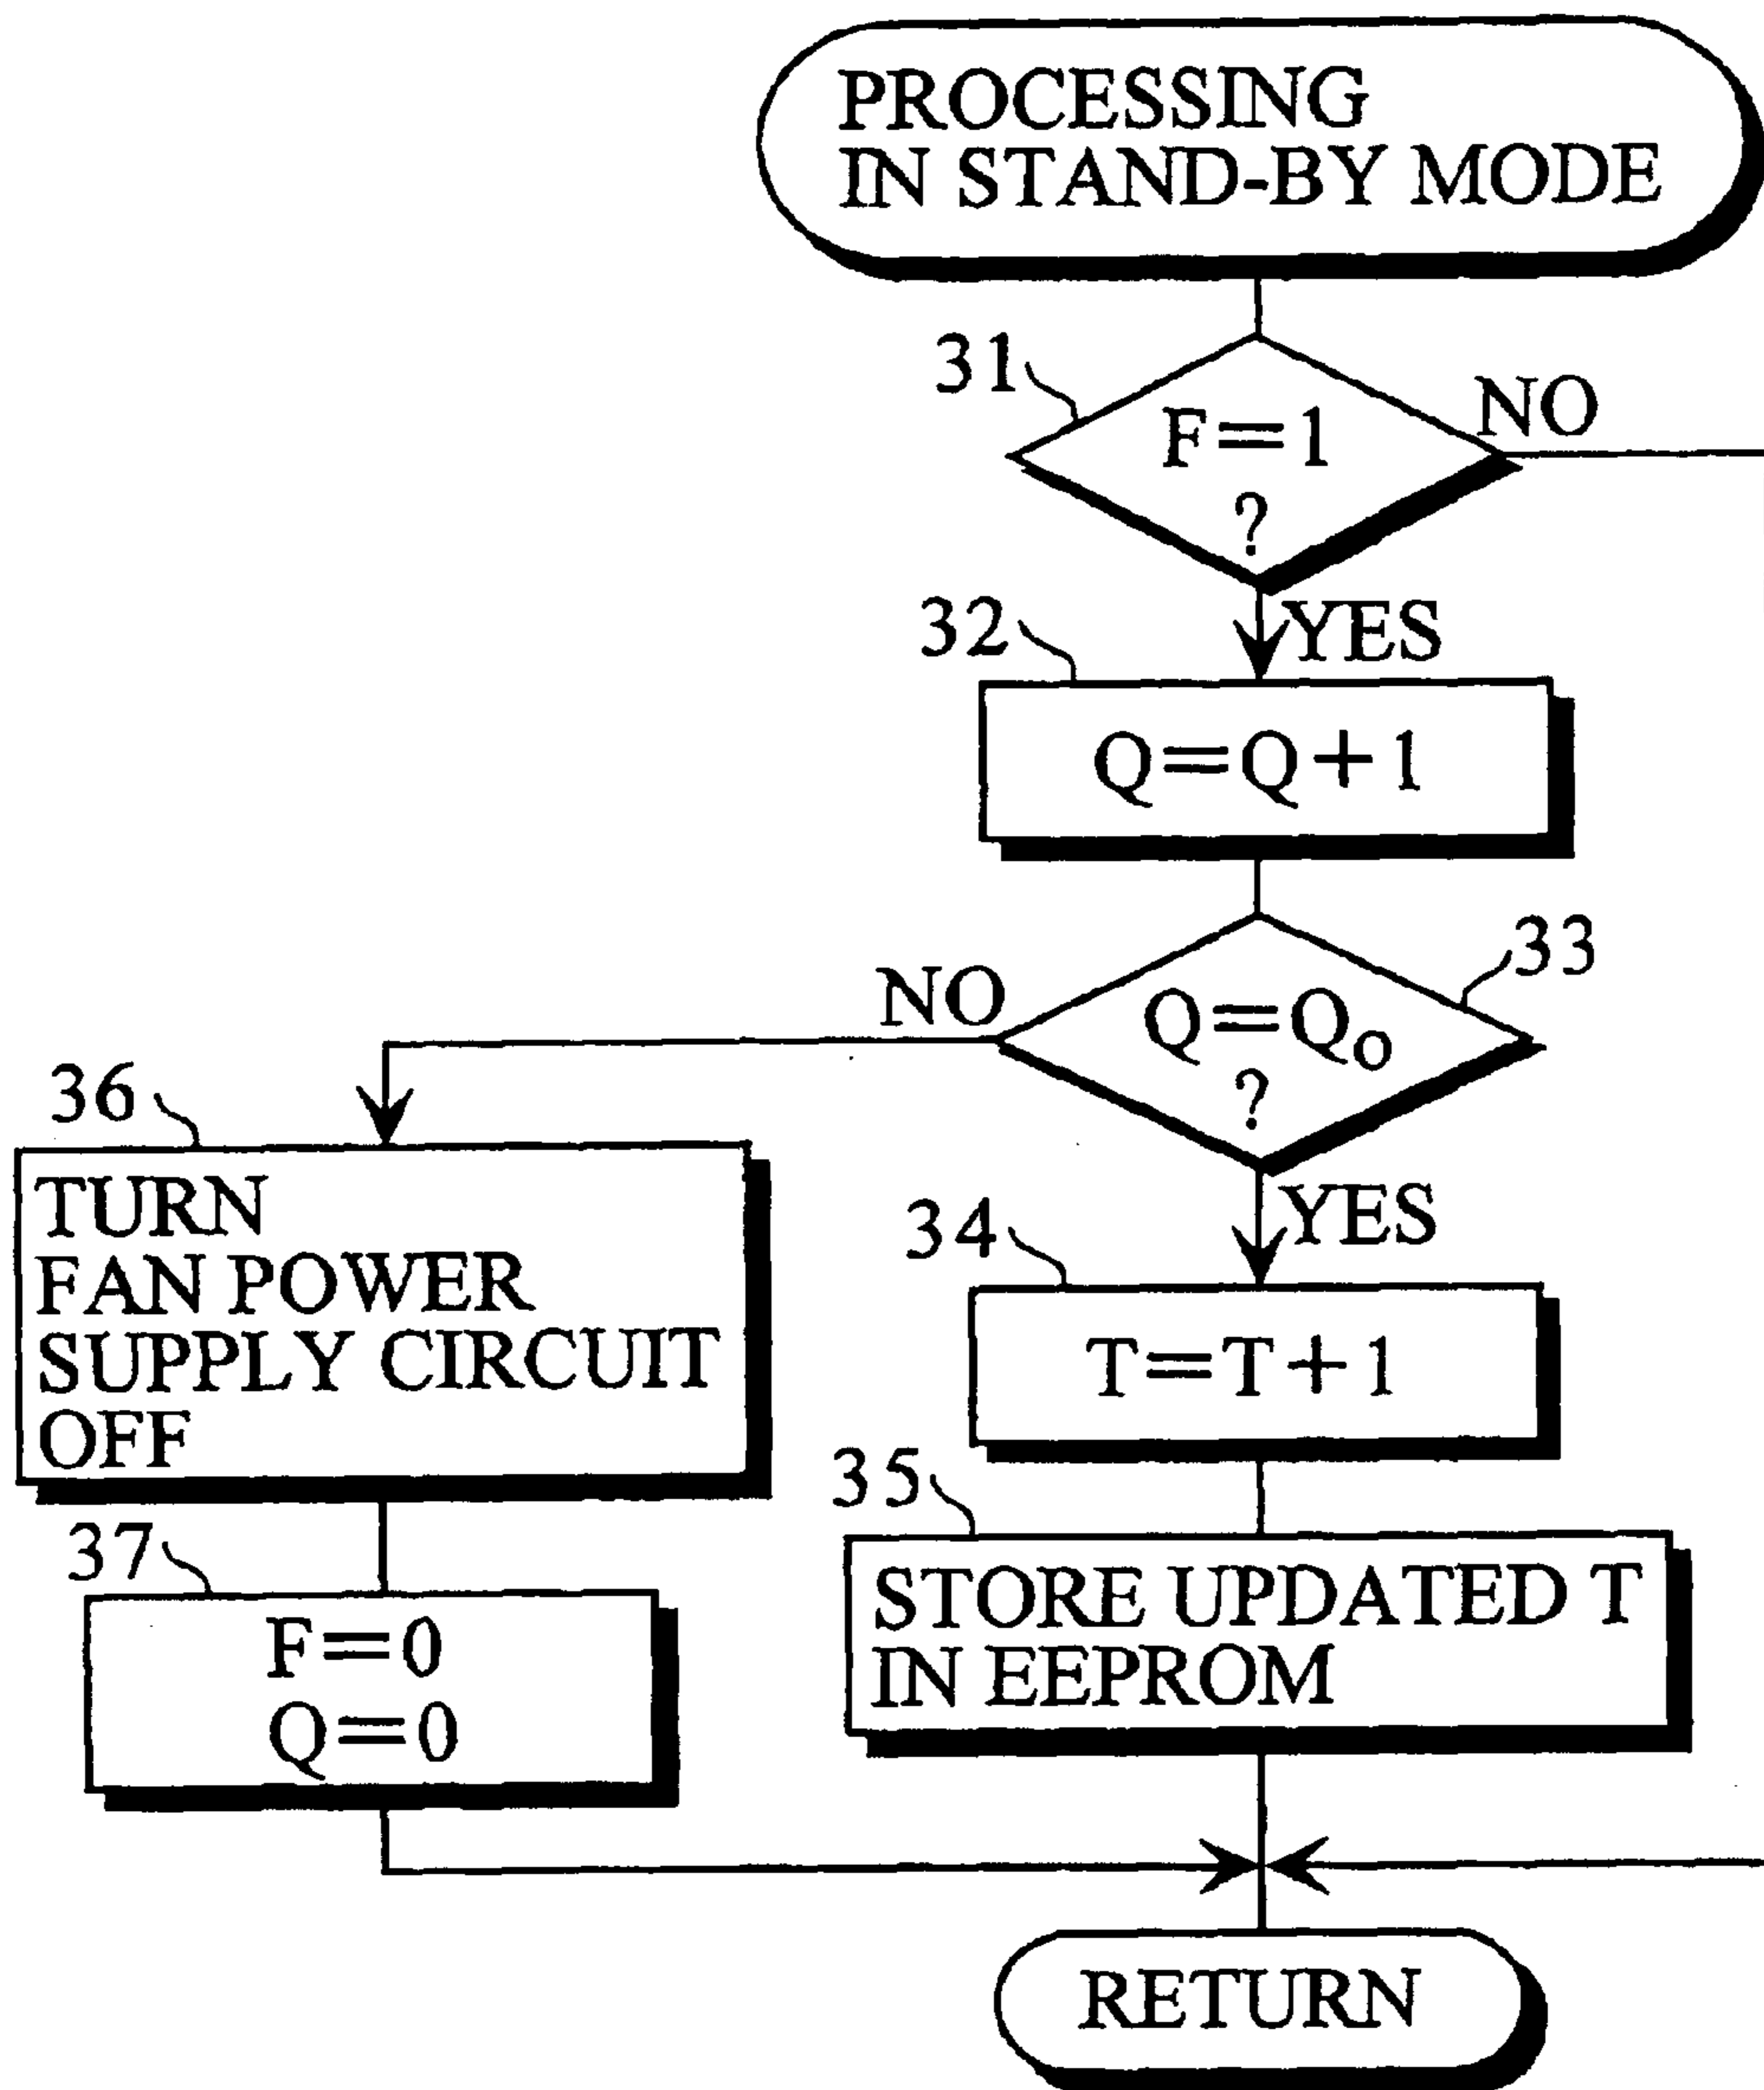 PROCESSING
IN STAND-BY MODE
31
F=1
?
NO
YES
32
Q=Q+1
33
Q=Q₀
?
NO
YES
36
TURN
FAN POWER
SUPPLY CIRCUIT
OFF
34
T=T+1
37
F=0
Q=0
35
STORE UPDATED T
IN EEPROM
RETURN